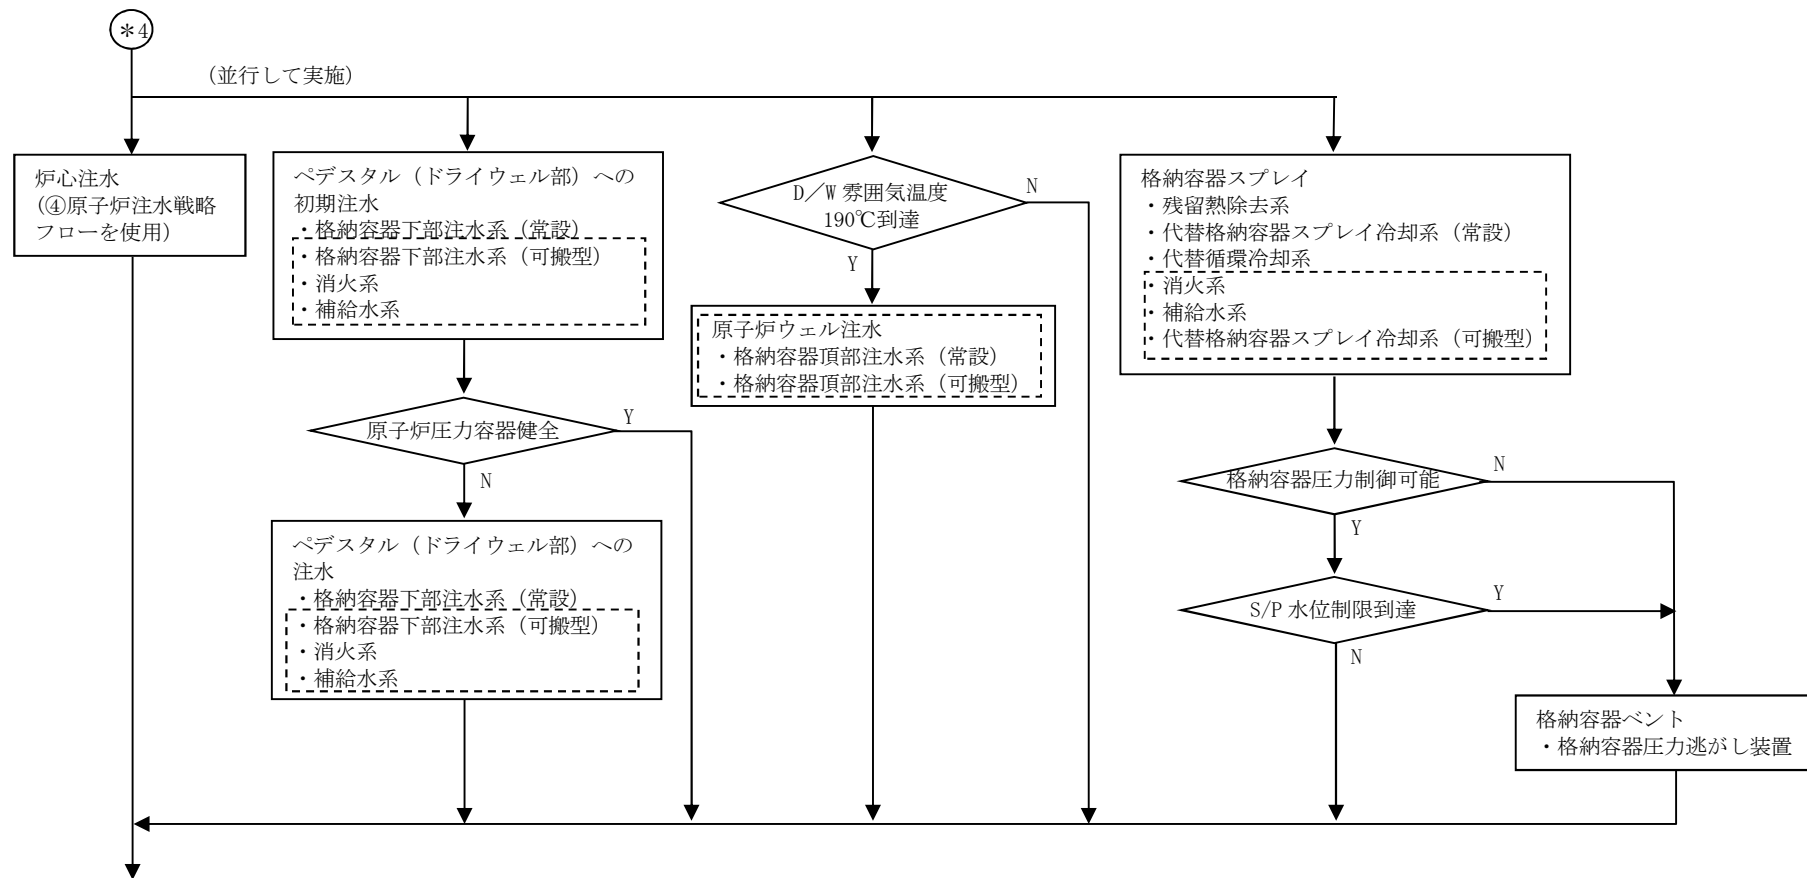 ＊4
（並行して実施）
炉心注水
（④原子炉注水戦略
フローを使用）
ペデスタル（ドライウェル部）への
初期注水
・格納容器下部注水系（常設）
・格納容器下部注水系（可搬型）
・消火系
・補給水系
原子炉圧力容器健全
Y
N
ペデスタル（ドライウェル部）への
注水
・格納容器下部注水系（常設）
・格納容器下部注水系（可搬型）
・消火系
・補給水系
D／W 雰囲気温度
190℃到達
N
Y
原子炉ウェル注水
・格納容器頂部注水系（常設）
・格納容器頂部注水系（可搬型）
格納容器スプレイ
・残留熱除去系
・代替格納容器スプレイ冷却系（常設）
・代替循環冷却系
・消火系
・補給水系
・代替格納容器スプレイ冷却系（可搬型）
格納容器圧力制御可能
N
Y
S/P 水位制限到達
Y
N
格納容器ベント
・格納容器圧力逃がし装置